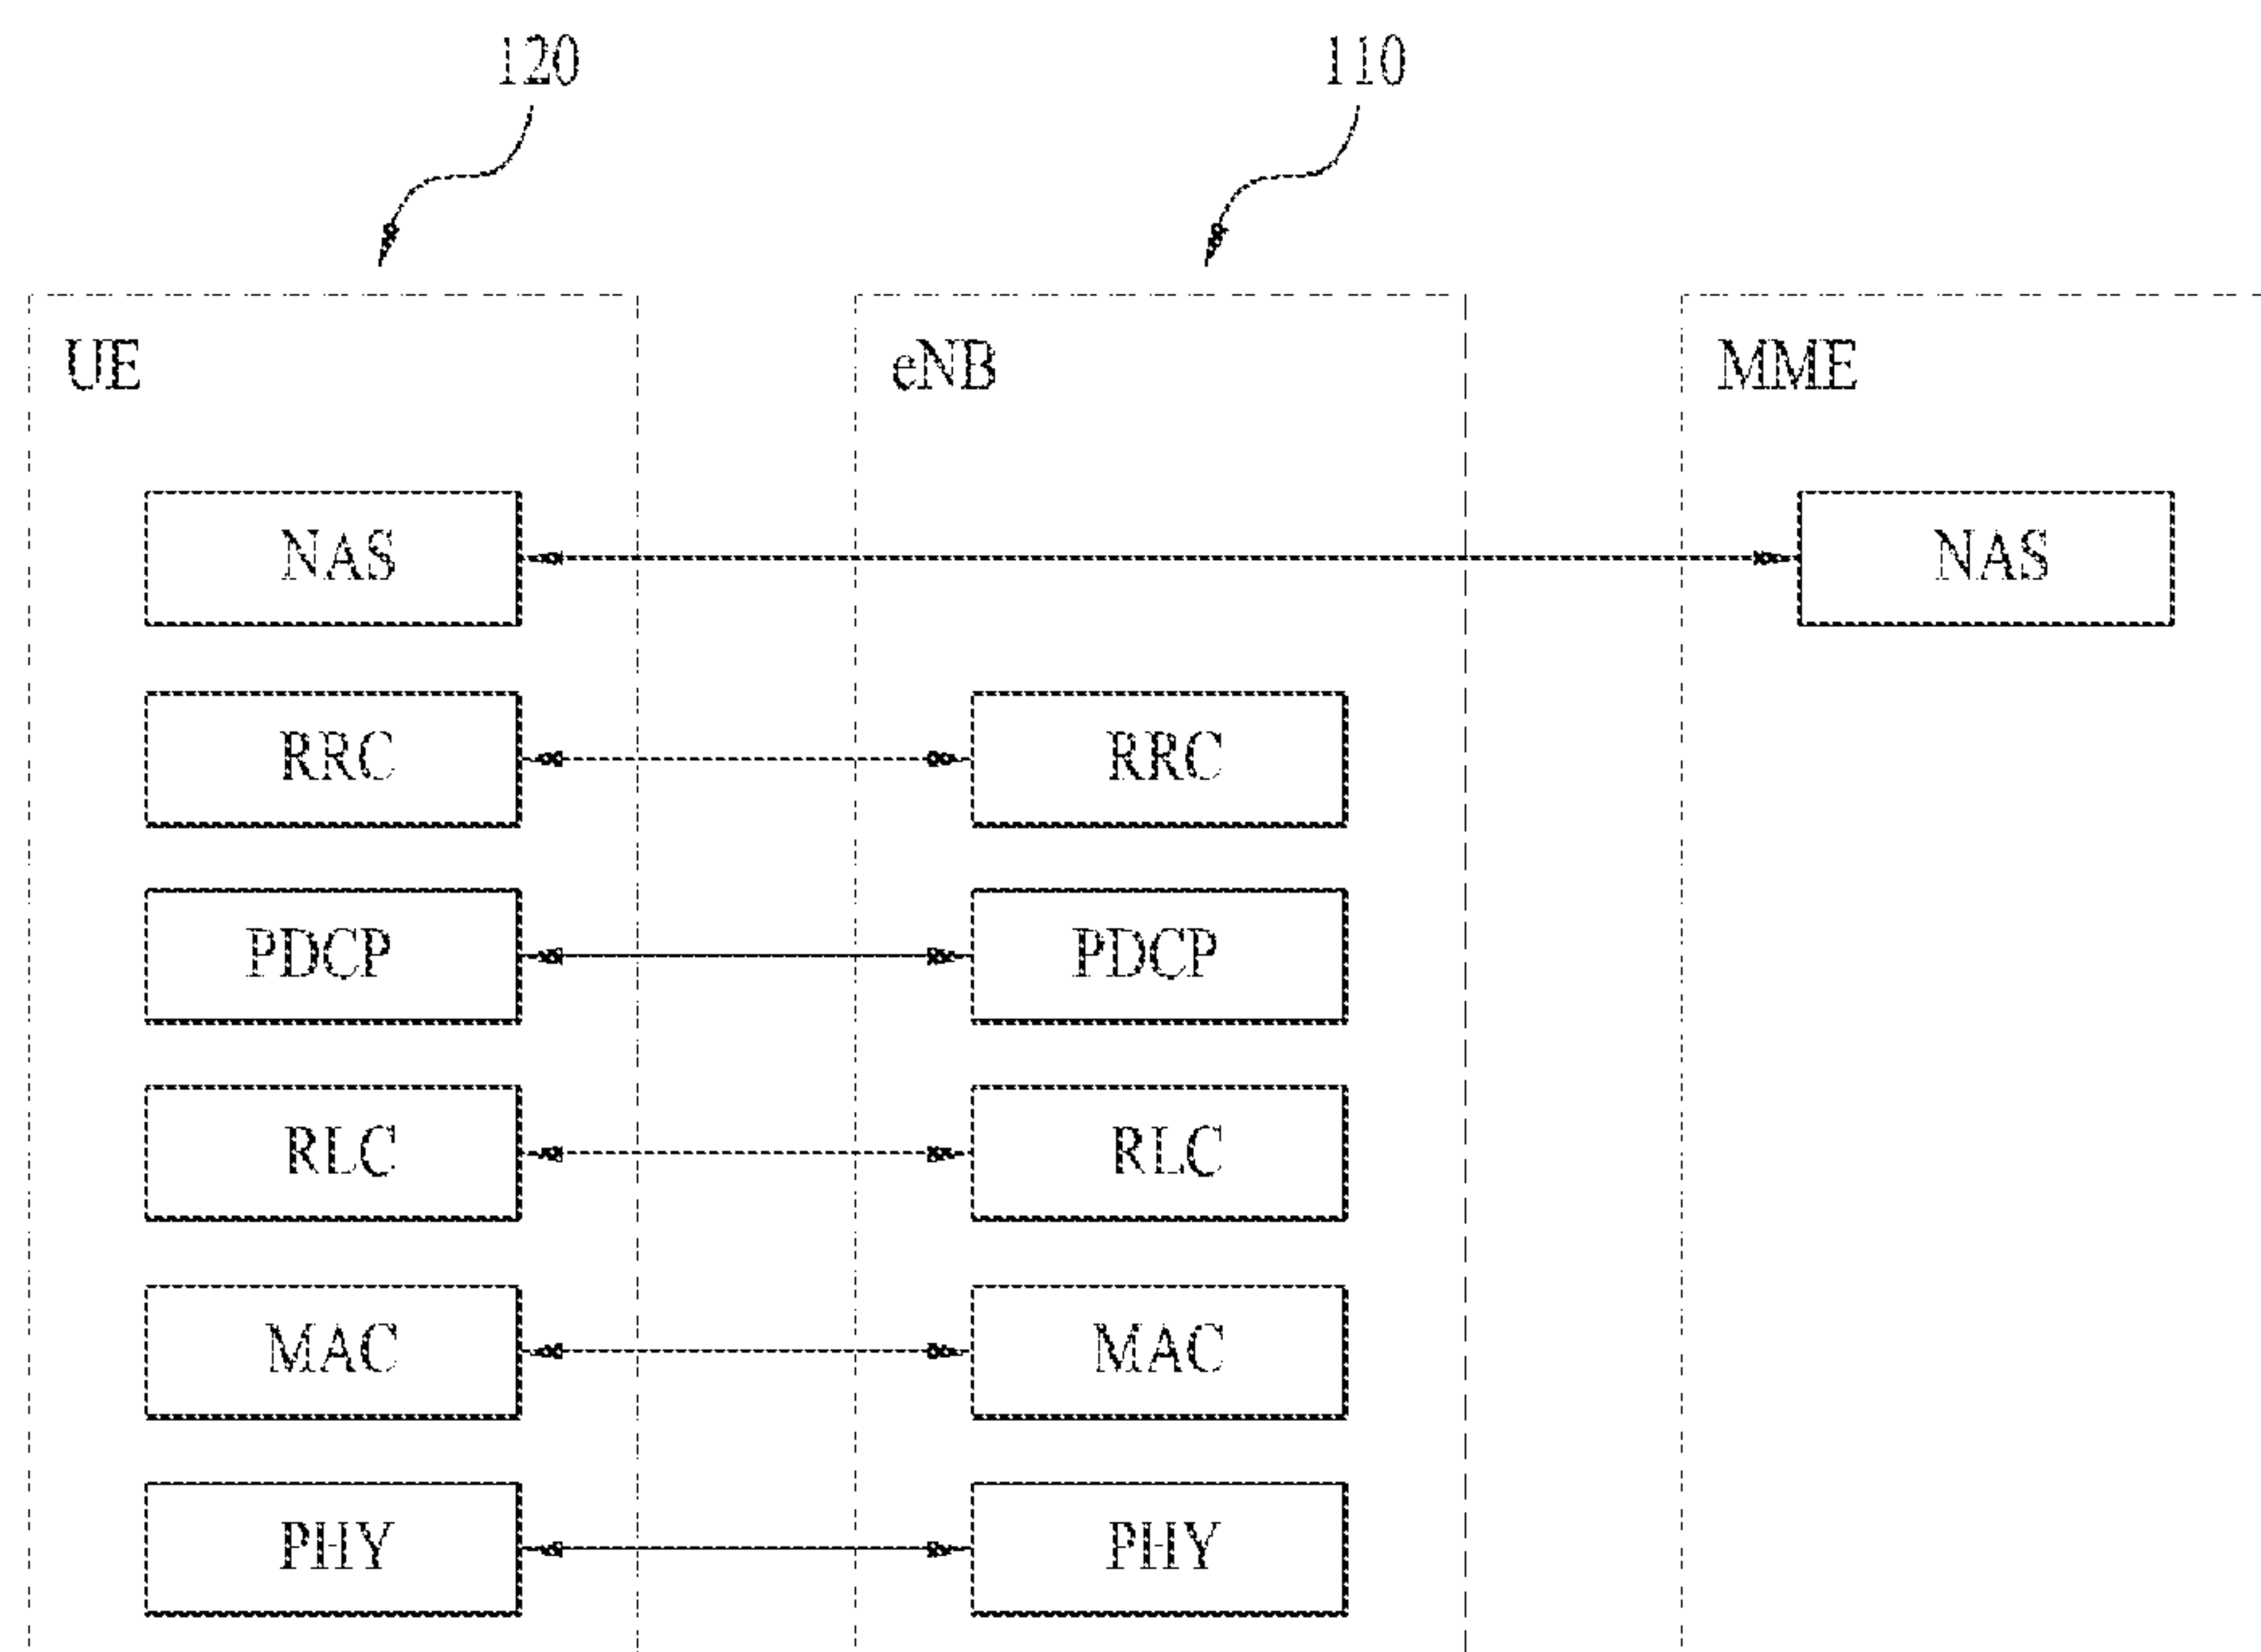 120 110
UE eNB MME
NAS NAS
RRC RRC
PDCP PDCP
RLC RLC
MAC MAC
PHY PHY